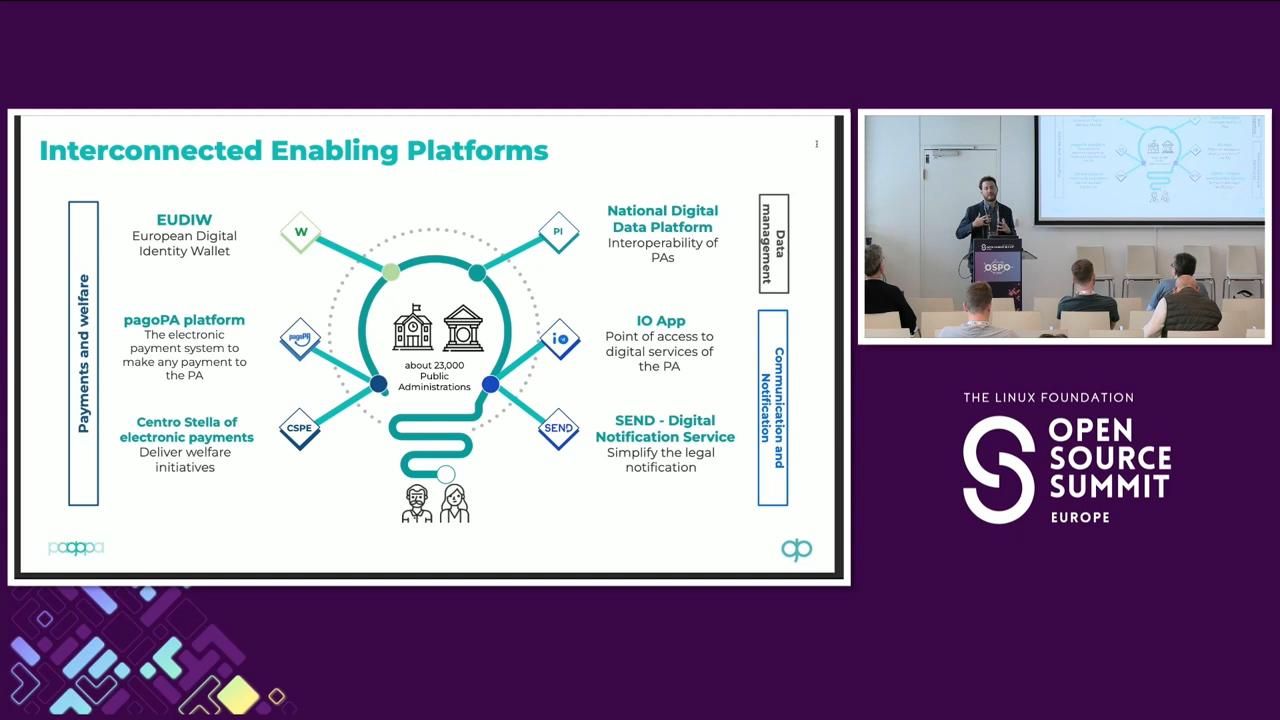 Interconnected Enabling Platforms
Payments and welfare
EUDIW
European Digital
Identity Wallet
W
pagoPA platform
The electronic
payment system to
make any payment to
the PA
pagoPA
Centro Stella of
electronic payments
Deliver welfare
initiatives
CSPE
about 23,000
Public
Administrations
PI
National Digital
Data Platform
Interoperability of
PAs
io
IO App
Point of access to
digital services of
the PA
SEND
SEND - Digital
Notification Service
Simplify the legal
notification
Data
management
Communication and
Notification
pagopa
OSPO
THE LINUX FOUNDATION
OPEN
SOURCE
SUMMIT
EUROPE